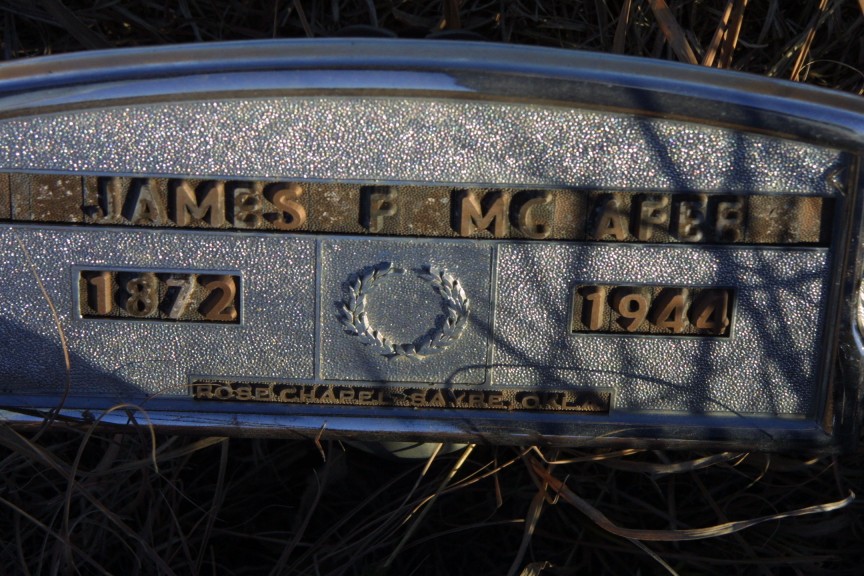 JAMES P MC AFEE
1872 1944
ROSE CHAPEL-SAYRE, OKLA.